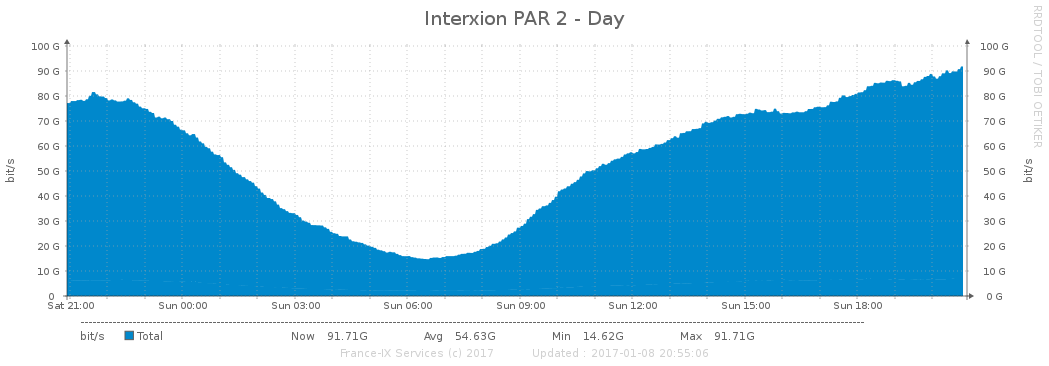 Interxion PAR 2 - Day
RRDTOOL / TOBI OETIKER
100 G 100 G
90 G 90 G
80 G 80 G
70 G 70 G
60 G 60 G
50 G 50 G
40 G 40 G
30 G 30 G
20 G 20 G
10 G 10 G
0 0 G
bit/s
bit/s
Sat 21:00 Sun 00:00 Sun 03:00 Sun 06:00 Sun 09:00 Sun 12:00 Sun 15:00 Sun 18:00
bit/s Total Now 91.71G Avg 54.63G Min 14.62G Max 91.71G
France-IX Services (c) 2017 Updated : 2017-01-08 20:55:06